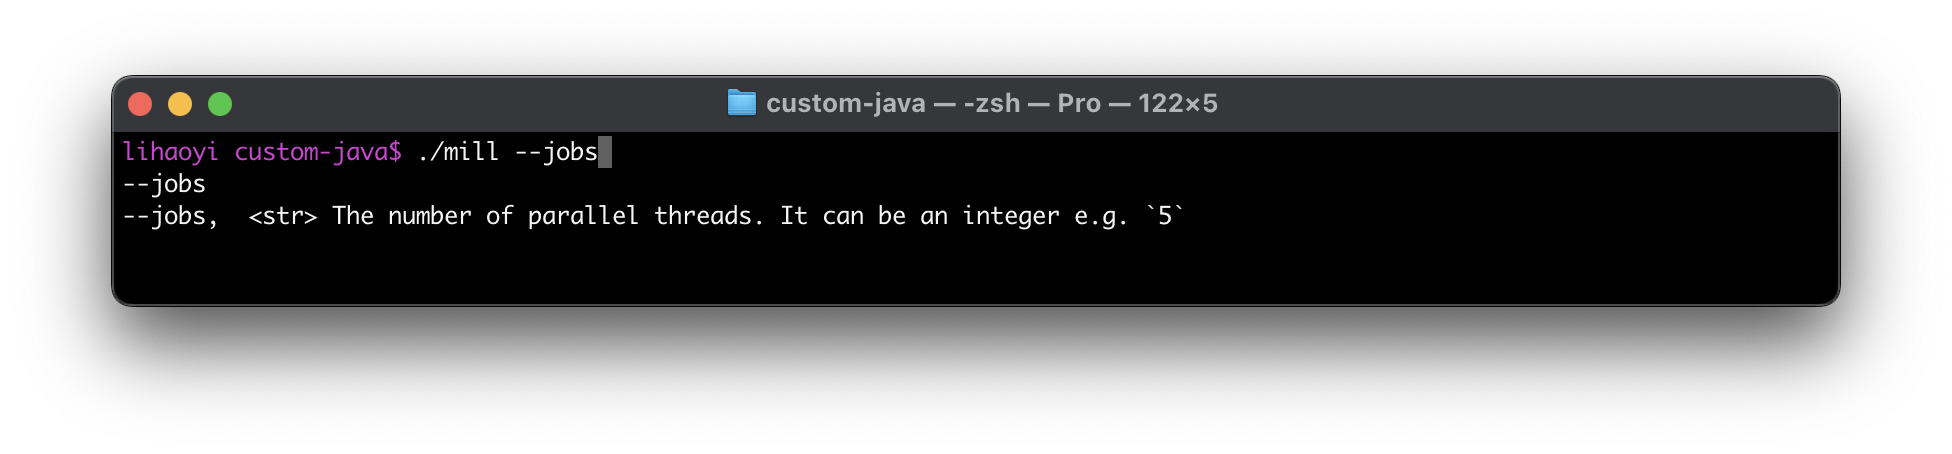 custom-java — -zsh — Pro — 122×5
lihaoyi custom-java$ ./mill --jobs
--jobs
--jobs,  <str> The number of parallel threads. It can be an integer e.g. `5`